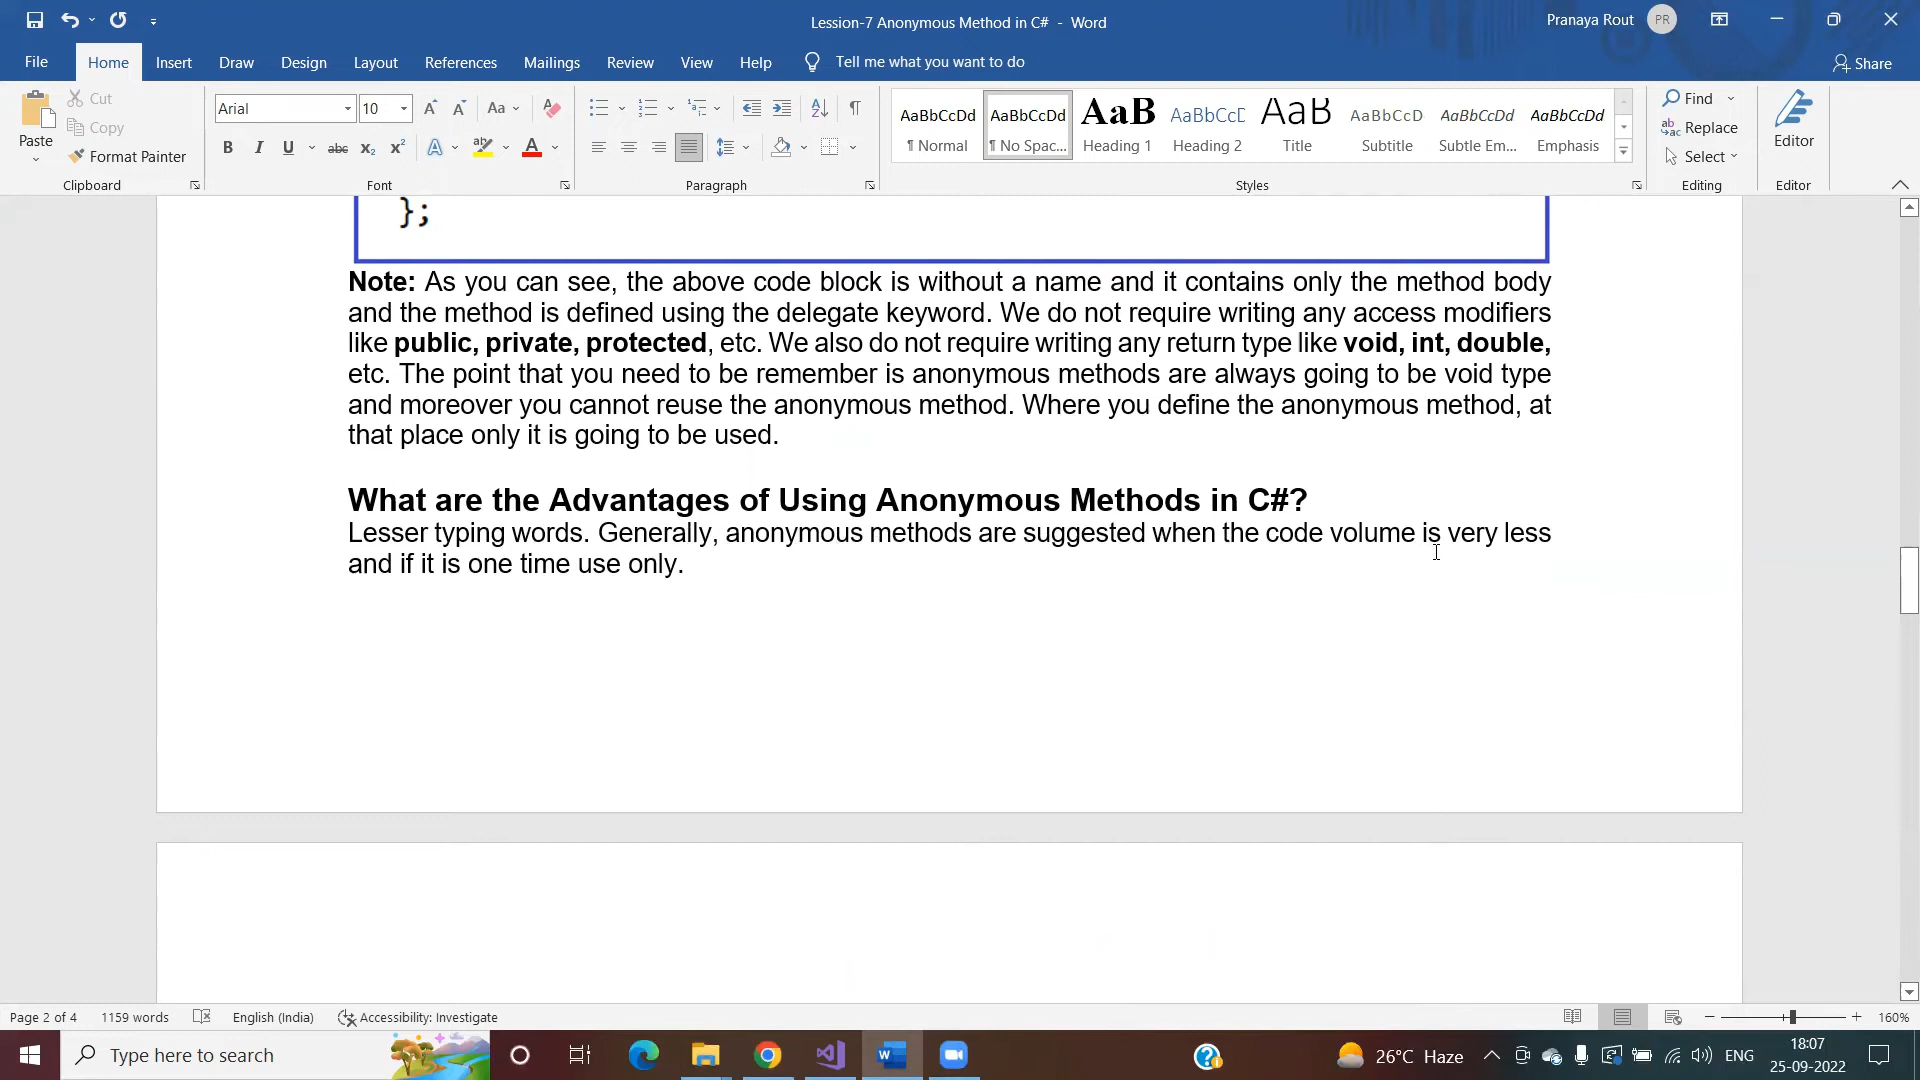 Lession-7 Anonymous Method in C# - Word
Pranaya Rout PR
File Home Insert Draw Design Layout References Mailings Review View Help Tell me what you want to do Share
Paste
Cut
Copy
Format Painter
Clipboard
Arial 10
Font
Paragraph
AaBbCcDd AaBbCcDd AaB AaBbCcD AaB AaBbCcD AaBbCcDd AaBbCcDd
¶ Normal ¶ No Spac... Heading 1 Heading 2 Title Subtitle Subtle Em... Emphasis
Styles
Find
Replace
Select
Editing
Editor
Editor
};
Note: As you can see, the above code block is without a name and it contains only the method body
and the method is defined using the delegate keyword. We do not require writing any access modifiers
like public, private, protected, etc. We also do not require writing any return type like void, int, double,
etc. The point that you need to be remember is anonymous methods are always going to be void type
and moreover you cannot reuse the anonymous method. Where you define the anonymous method, at
that place only it is going to be used.
What are the Advantages of Using Anonymous Methods in C#?
Lesser typing words. Generally, anonymous methods are suggested when the code volume is very less
and if it is one time use only.
Page 2 of 4 1159 words English (India) Accessibility: Investigate 160%
Type here to search
26°C Haze
ENG
18:07
25-09-2022